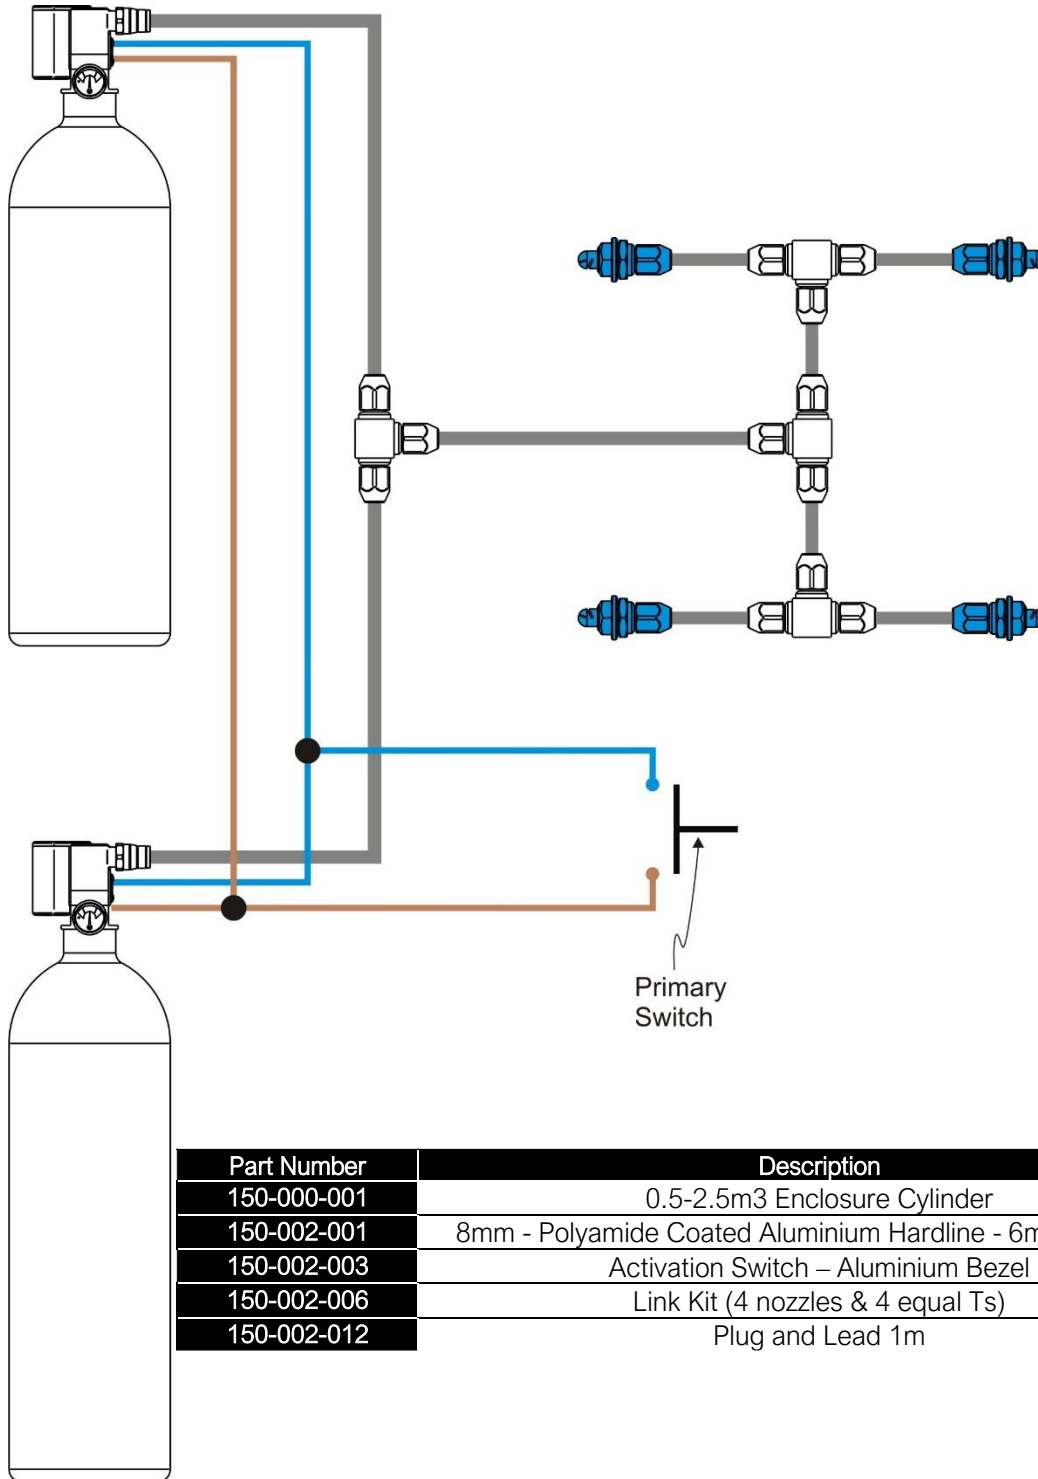 Primary
Switch
Part Number Description
150-000-001 0.5-2.5m3 Enclosure Cylinder
150-002-001 8mm - Polyamide Coated Aluminium Hardline - 6m
150-002-003 Activation Switch – Aluminium Bezel
150-002-006 Link Kit (4 nozzles & 4 equal Ts)
150-002-012 Plug and Lead 1m